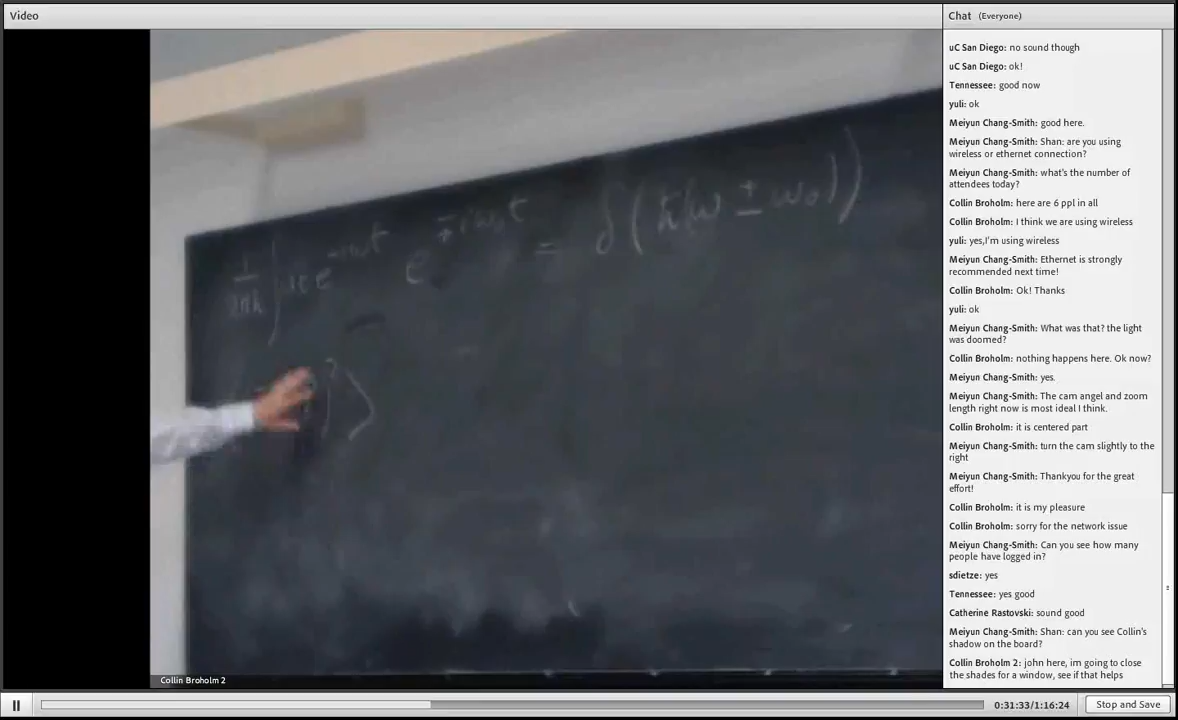 Video
Chat (Everyone)
uC San Diego: no sound though
uC San Diego: ok!
Tennessee: good now
yuli: ok
Meiyun Chang-Smith: good here.
Meiyun Chang-Smith: Shan: are you using
wireless or ethernet connection?
Meiyun Chang-Smith: what's the number of
attendees today?
Collin Broholm: here are 6 ppl in all
Collin Broholm: I think we are using wireless
yuli: yes,I'm using wireless
Meiyun Chang-Smith: Ethernet is strongly
recommended next time!
Collin Broholm: Ok! Thanks
yuli: ok
Meiyun Chang-Smith: What was that? the light
was doomed?
Collin Broholm: nothing happens here. Ok now?
Meiyun Chang-Smith: yes.
Meiyun Chang-Smith: The cam angel and zoom
length right now is most ideal I think.
Collin Broholm: it is centered part
Meiyun Chang-Smith: turn the cam slightly to the
right
Meiyun Chang-Smith: Thankyou for the great
effort!
Collin Broholm: it is my pleasure
Collin Broholm: sorry for the network issue
Meiyun Chang-Smith: Can you see how many
people have logged in?
sdietze: yes
Tennessee: yes good
Catherine Rastovski: sound good
Meiyun Chang-Smith: Shan: can you see Collin's
shadow on the board?
Collin Broholm 2: john here, im going to close
the shades for a window, see if that helps
1/2πħ ∫ dt e^-iωt e^∓iω₀t = δ(ħ(ω ± ω₀))
Collin Broholm 2
0:31:33/1:16:24
Stop and Save